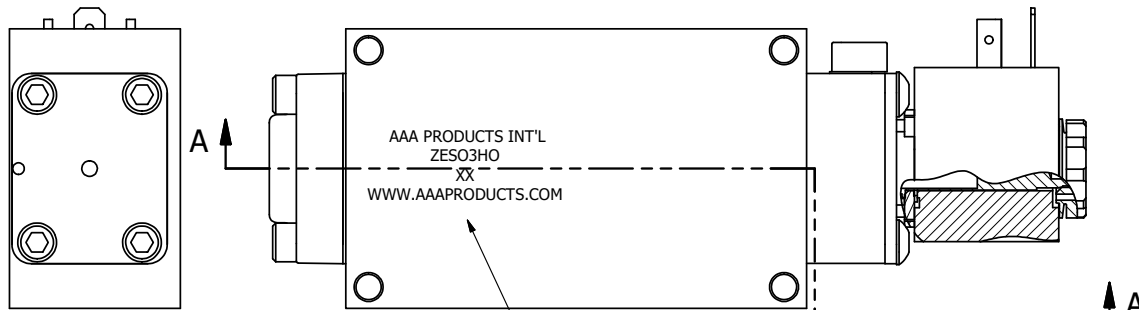 A
AAA PRODUCTS INT'L
ZESO3HO
XX
WWW.AAAPRODUCTS.COM
A